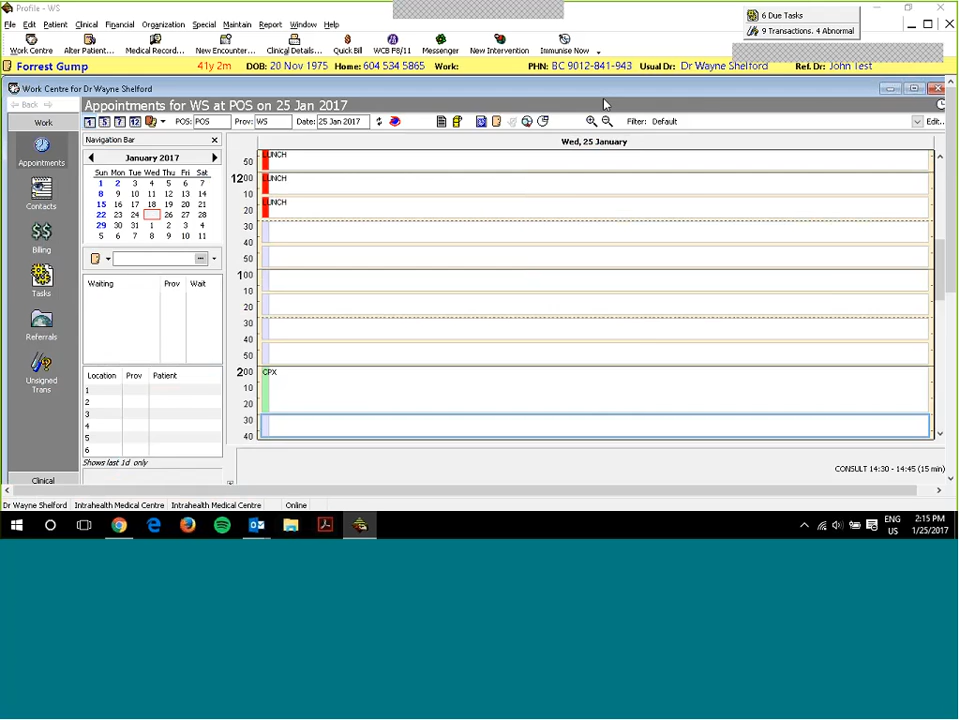 Profile - WS
6 Due Tasks
9 Transactions. 4 Abnormal
File Edit Patient Clinical Financial Organization Special Maintain Report Window Help
Work Centre Alter Patient... Medical Record... New Encounter... Clinical Details... Quick Bill WCB F8/11 Messenger New Intervention Immunise Now
Forrest Gump 41y 2m DOB: 20 Nov 1975 Home: 604 534 5865 Work: PHN: BC 9012-841-943 Usual Dr: Dr Wayne Shelford Ref. Dr: John Test
Work Centre for Dr Wayne Shelford
Back
Appointments for WS at POS on 25 Jan 2017
Work
1 5 7 12 POS: POS Prov: WS Date: 25 Jan 2017 Filter: Default Edit...
Appointments
Contacts
Billing
Tasks
Referrals
Unsigned
Trans
Clinical
Navigation Bar
January 2017
Sun Mon Tue Wed Thu Fri Sat
1 2 3 4 5 6 7
8 9 10 11 12 13 14
15 16 17 18 19 20 21
22 23 24 26 27 28
29 30 31 1 2 3 4
5 6 7 8 9 10 11
Waiting Prov Wait
Location Prov Patient
1
2
3
4
5
6
Shows last 1d only
Wed, 25 January
50 LUNCH
1200 LUNCH
10
20 LUNCH
30
40
50
100
10
20
30
40
50
200 CPX
10
20
30
40
CONSULT 14:30 - 14:45 (15 min)
Dr Wayne Shelford Intrahealth Medical Centre Intrahealth Medical Centre Online
ENG
US
2:15 PM
1/25/2017